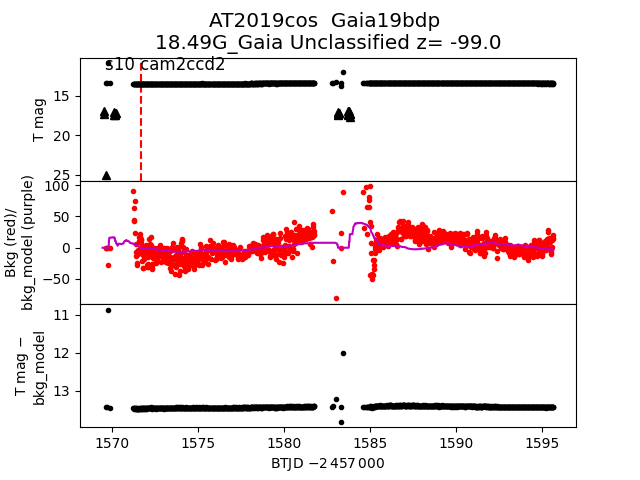 AT2019cos  Gaia19bdp
18.49G_Gaia Unclassified z= -99.0
s10 cam2ccd2
T mag
15
20
25
Bkg (red)/
bkg_model (purple)
100
50
0
−50
T mag −
bkg_model
11
12
13
1570
1575
1580
1585
1590
1595
BTJD −2 457 000